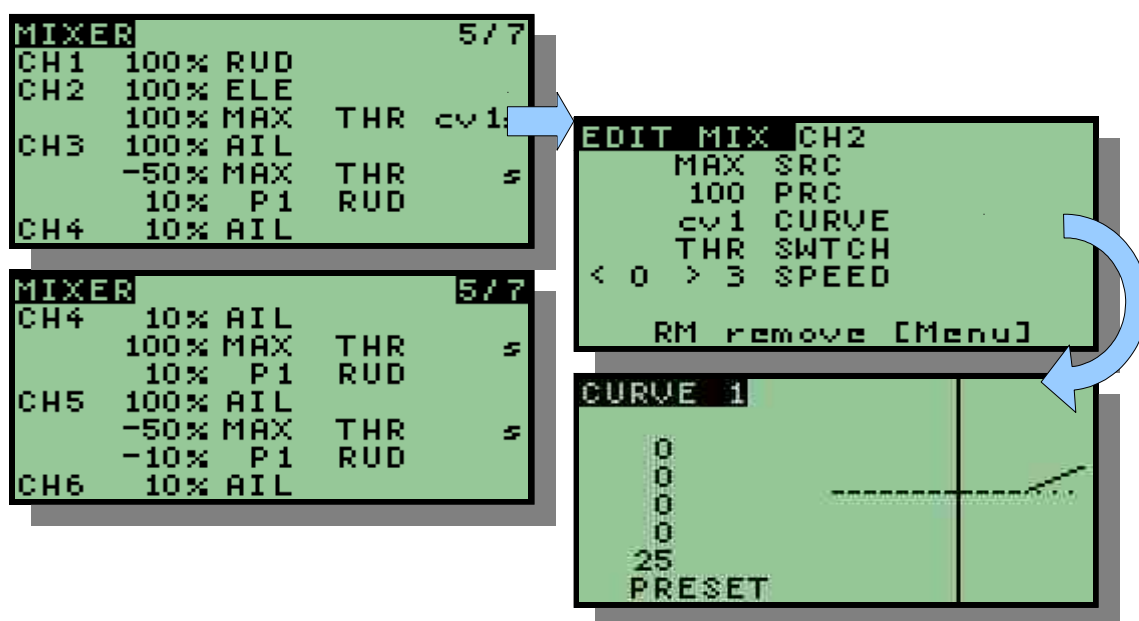 MIXER 5/7
CH1 100% RUD
CH2 100% ELE
100% MAX THR cv1s
CH3 100% AIL
-50% MAX THR s
10% P1 RUD
CH4 10% AIL
MIXER 5/7
CH4 10% AIL
100% MAX THR s
10% P1 RUD
CH5 100% AIL
-50% MAX THR s
-10% P1 RUD
CH6 10% AIL
EDIT MIX CH2
MAX SRC
100 PRC
cv1 CURVE
THR SWTCH
< 0 > 3 SPEED
RM remove [Menu]
CURVE 1
0
0
0
0
25
PRESET